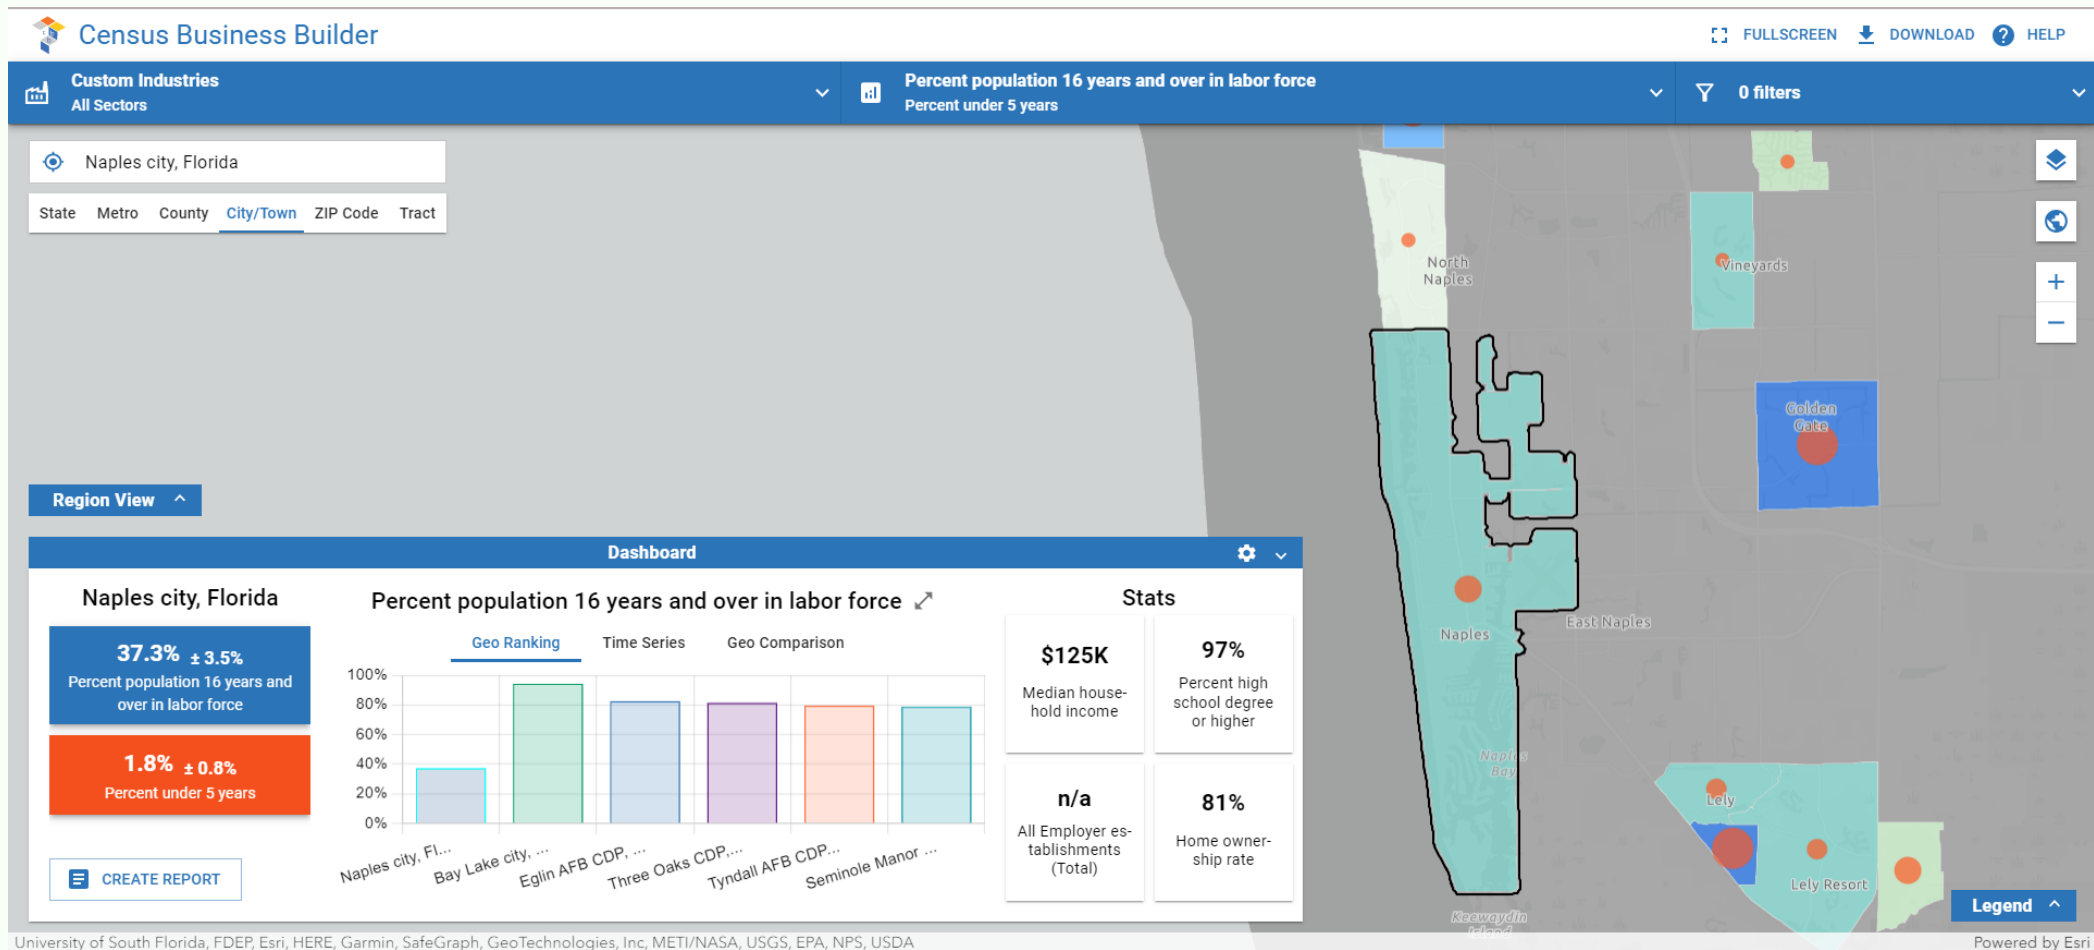 Census Business Builder
FULLSCREEN
DOWNLOAD
HELP
Custom Industries
All Sectors
Percent population 16 years and over in labor force
Percent under 5 years
0 filters
Naples city, Florida
State
Metro
County
City/Town
ZIP Code
Tract
North
Naples
Vineyards
Golden
Gate
Naples
East Naples
Naples
Bay
Lely
Lely Resort
Keewaydin
Island
Region View
Dashboard
Naples city, Florida
37.3% ± 3.5%
Percent population 16 years and
over in labor force
1.8% ± 0.8%
Percent under 5 years
CREATE REPORT
Percent population 16 years and over in labor force
Geo Ranking
Time Series
Geo Comparison
100%
80%
60%
40%
20%
0%
Naples city, Fl...
Bay Lake city, ...
Eglin AFB CDP, ...
Three Oaks CDP,...
Tyndall AFB CDP...
Seminole Manor ...
Stats
$125K
Median house-
hold income
97%
Percent high
school degree
or higher
n/a
All Employer es-
tablishments
(Total)
81%
Home owner-
ship rate
Legend
University of South Florida, FDEP, Esri, HERE, Garmin, SafeGraph, GeoTechnologies, Inc, METI/NASA, USGS, EPA, NPS, USDA
Powered by Esri